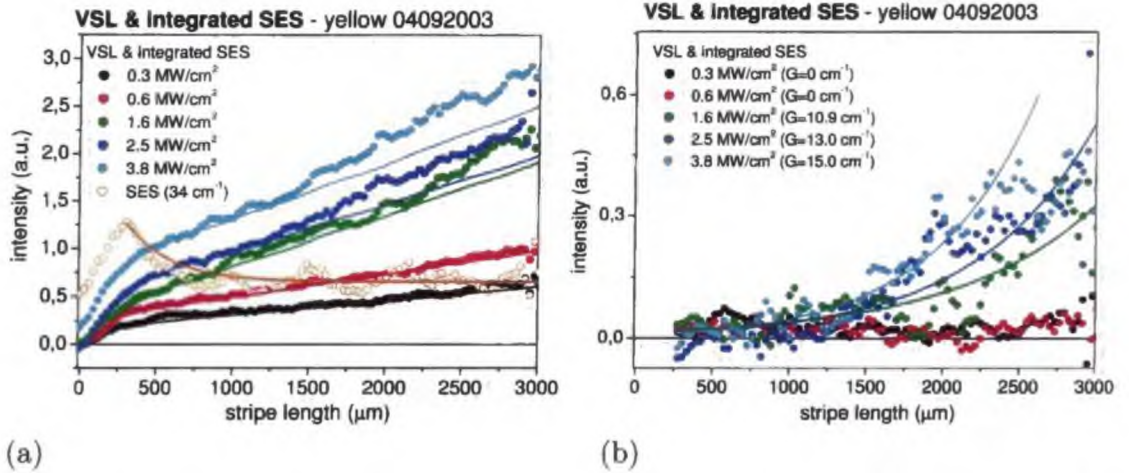 VSL & integrated SES - yellow 04092003
VSL & integrated SES
0.3 MW/cm²
0.6 MW/cm²
1.6 MW/cm²
2.5 MW/cm²
3.8 MW/cm²
SES (34 cm⁻¹)
intensity (a.u.)
3,0
2,5
2,0
1,5
1,0
0,5
0,0
0 500 1000 1500 2000 2500 3000
stripe length (μm)
(a)
VSL & integrated SES - yellow 04092003
VSL & integrated SES
0.3 MW/cm² (G=0 cm⁻¹)
0.6 MW/cm² (G=0 cm⁻¹)
1.6 MW/cm² (G=10.9 cm⁻¹)
2.5 MW/cm² (G=13.0 cm⁻¹)
3.8 MW/cm² (G=15.0 cm⁻¹)
intensity (a.u.)
0,6
0,3
0,0
500 1000 1500 2000 2500 3000
stripe length (μm)
(b)